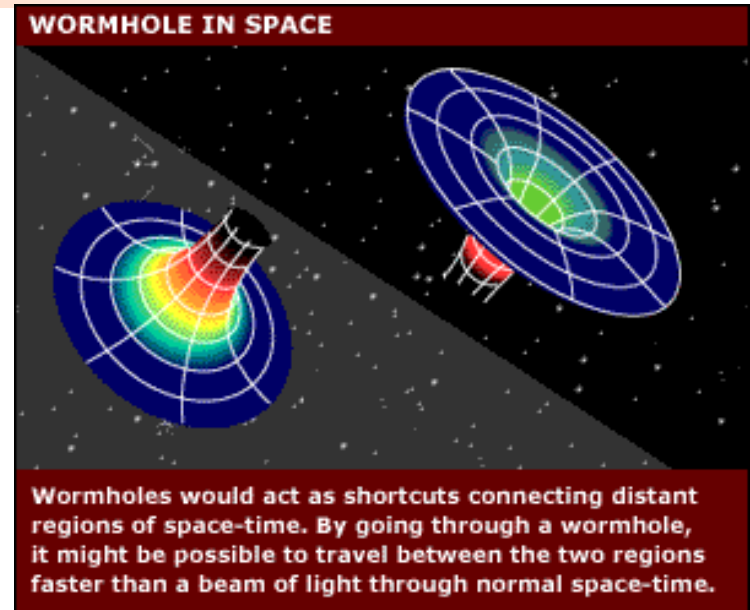 WORMHOLE IN SPACE
Wormholes would act as shortcuts connecting distant
regions of space-time. By going through a wormhole,
it might be possible to travel between the two regions
faster than a beam of light through normal space-time.